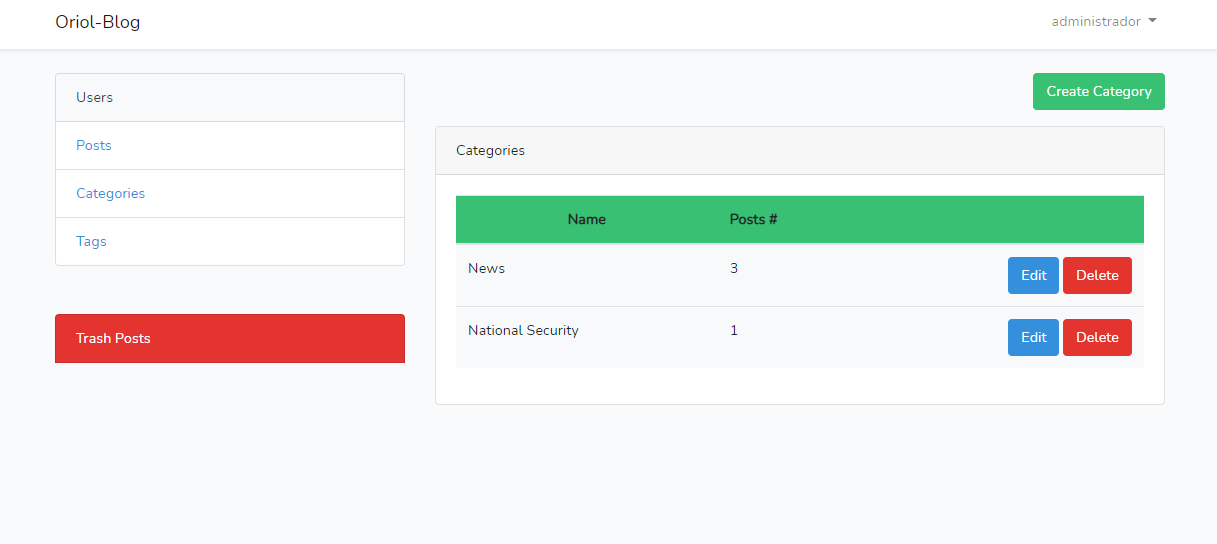 Oriol-Blog
administrador
Users
Posts
Categories
Tags
Trash Posts
Create Category
Categories
Name Posts #
News 3 Edit Delete
National Security 1 Edit Delete